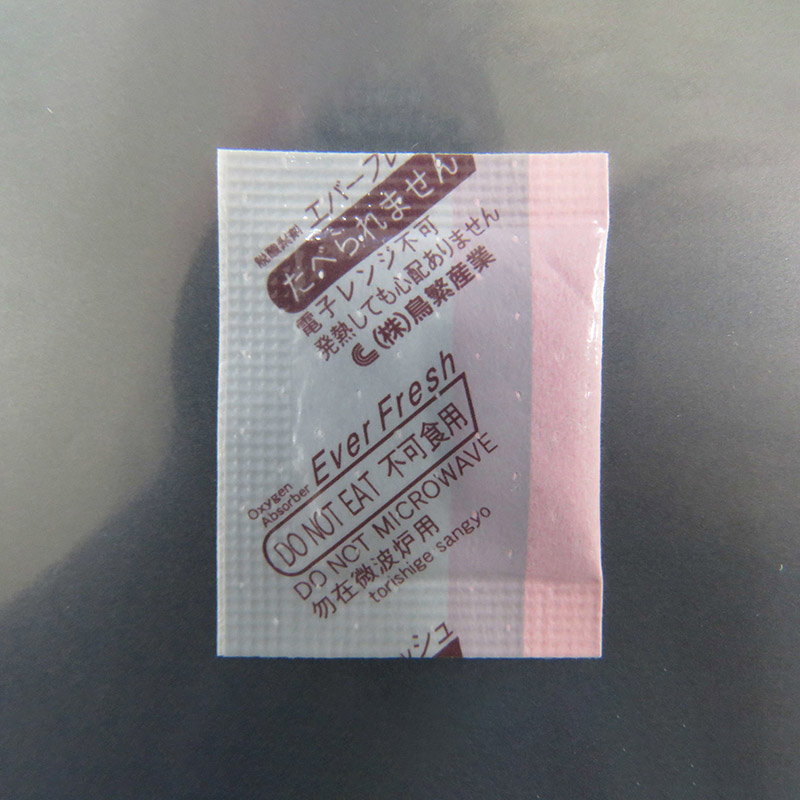 脱酸素剤 エバーフレ
たべられません
電子レンジ不可
発熱しても心配ありません
(株)鳥繁産業
Oxygen
Absorber
Ever Fresh
DO NOT EAT 不可食用
DO NOT MICROWAVE
勿在微波炉用
torishige sangyo
ッシュ